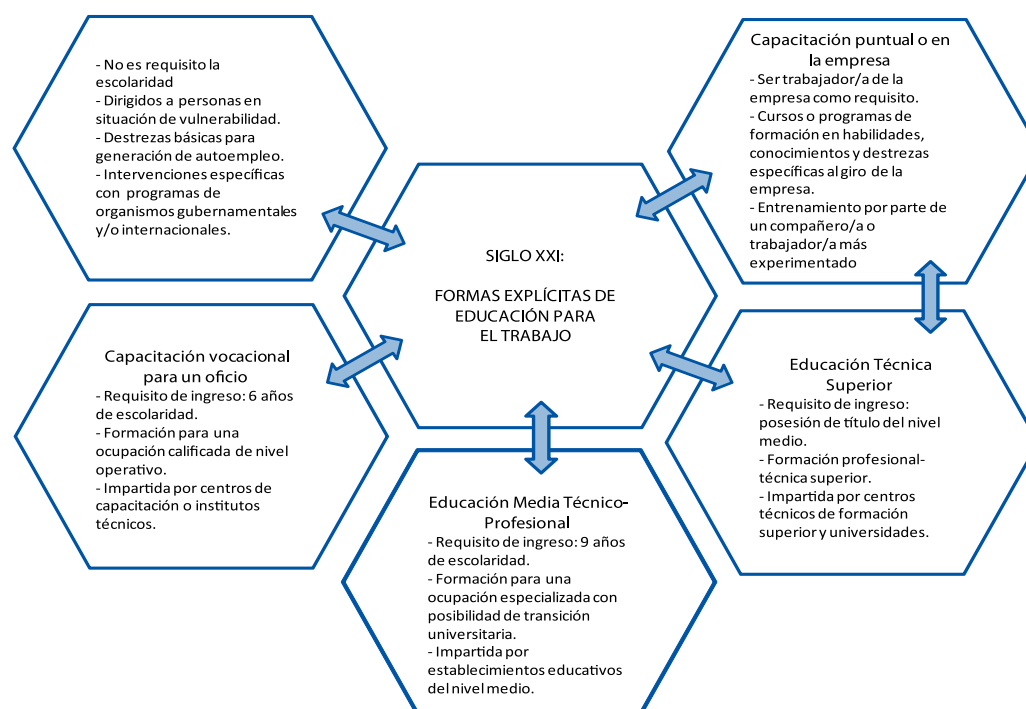 - No es requisito la
escolaridad
- Dirigidos a personas en
situación de vulnerabilidad.
- Destrezas básicas para
generación de autoempleo.
- Intervenciones específicas
con programas de
organismos gubernamentales
y/o internacionales.
Capacitación puntual o en
la empresa
- Ser trabajador/a de la
empresa como requisito.
- Cursos o programas de
formación en habilidades,
conocimientos y destrezas
específicas al giro de la
empresa.
- Entrenamiento por parte de
un compañero/a o
trabajador/a más
experimentado
SIGLO XXI:
FORMAS EXPLÍCITAS DE
EDUCACIÓN PARA
EL TRABAJO
Capacitación vocacional
para un oficio
- Requisito de ingreso: 6 años
de escolaridad.
- Formación para una
ocupación calificada de nivel
operativo.
- Impartida por centros de
capacitación o institutos
técnicos.
Educación Técnica
Superior
- Requisito de ingreso:
posesión de título del nivel
medio.
- Formación profesional-
técnica superior.
- Impartida por centros
técnicos de formación
superior y universidades.
Educación Media Técnico-
Profesional
- Requisito de ingreso: 9 años
de escolaridad.
- Formación para una
ocupación especializada con
posibilidad de transición
universitaria.
- Impartida por
establecimientos educativos
del nivel medio.